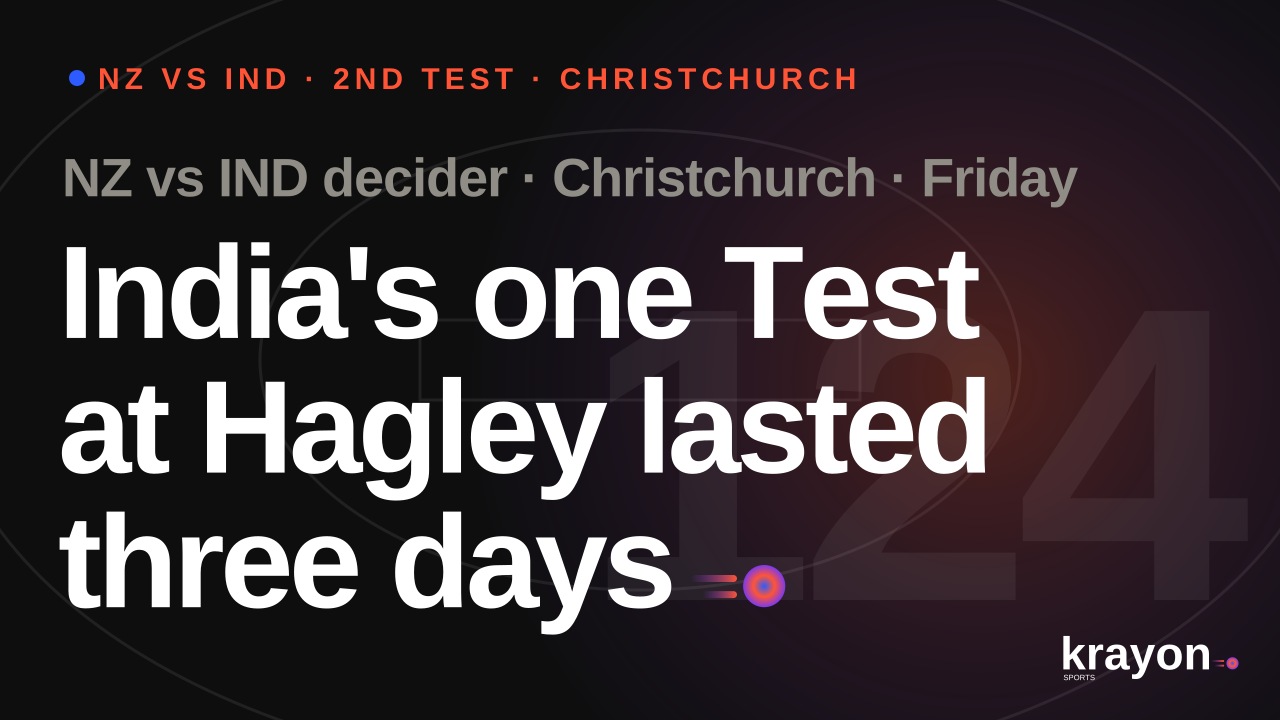 NZ VS IND · 2ND TEST · CHRISTCHURCH
NZ vs IND decider · Christchurch · Friday
India's one Test
at Hagley lasted
three days
124
krayon
SPORTS